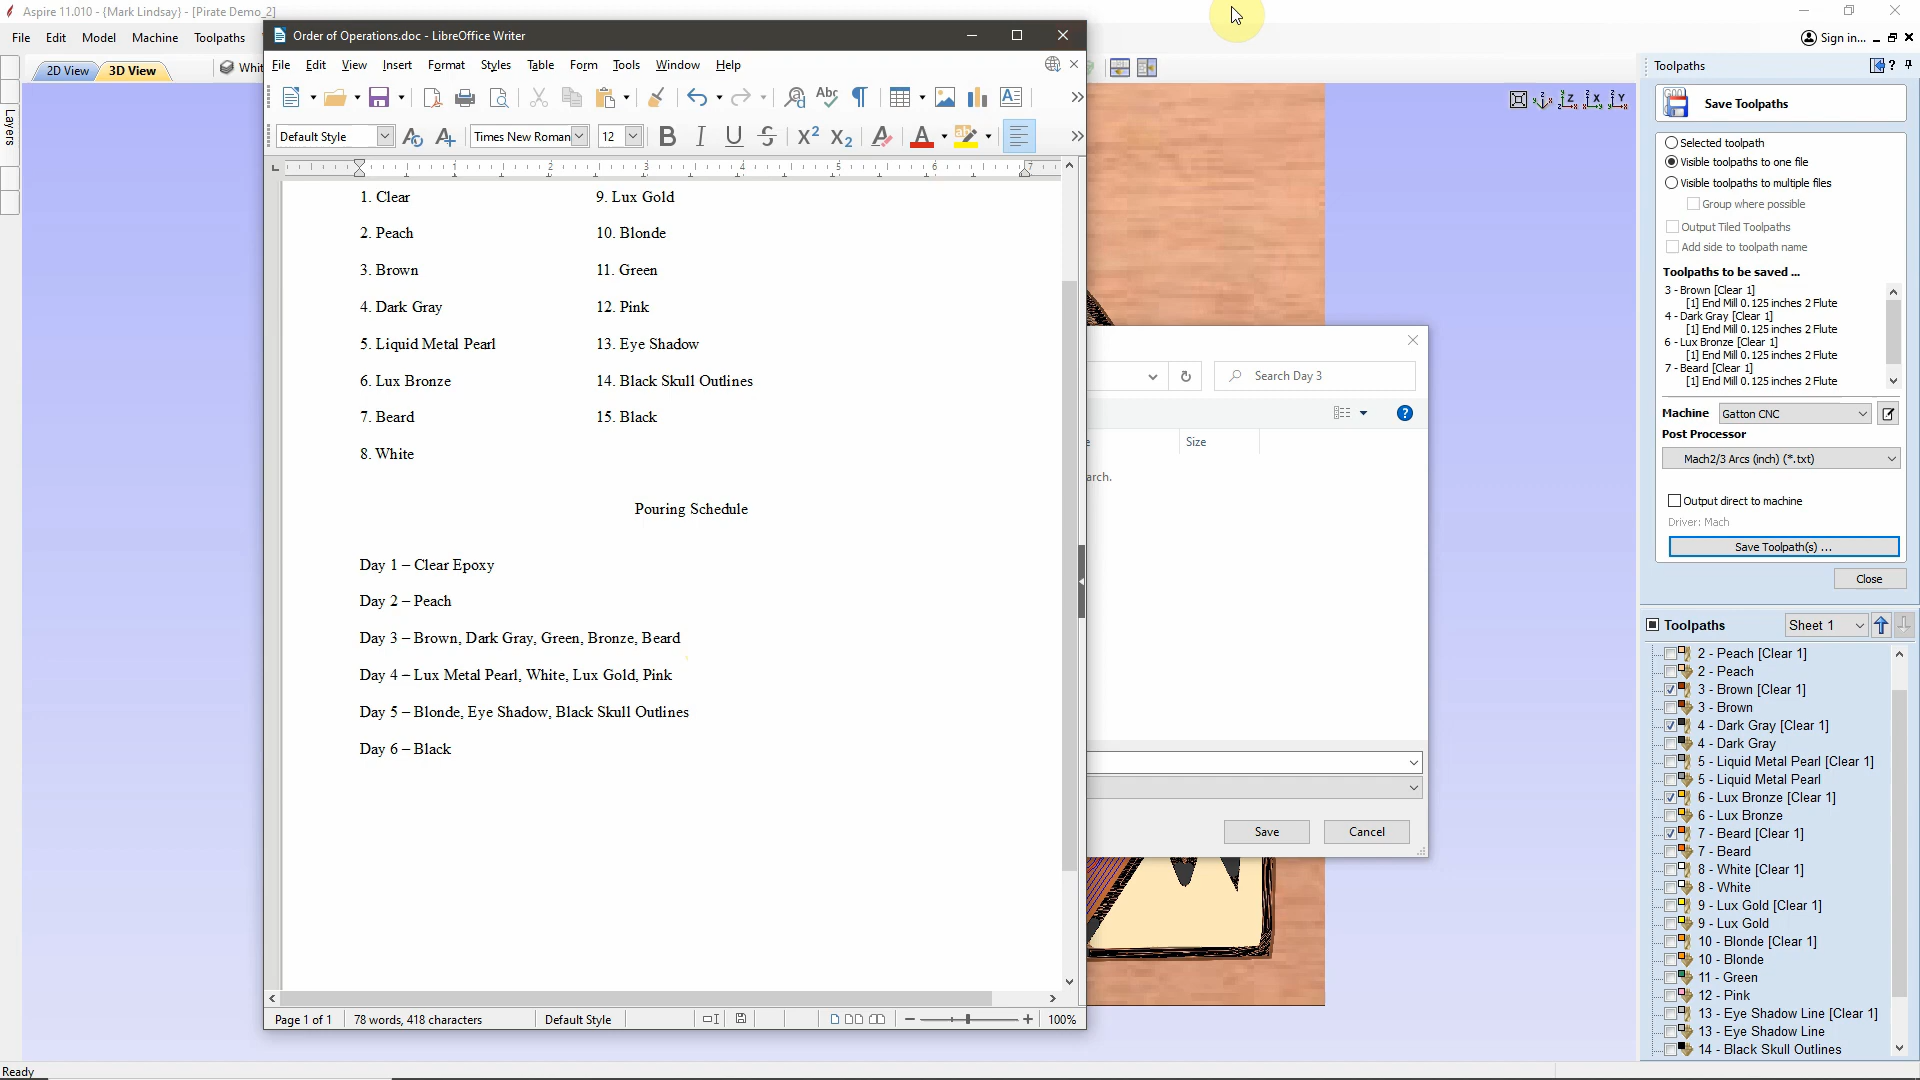 Aspire 11.010 - {Mark Lindsay} - [Pirate Demo_2]
File Edit Model Machine Toolpaths
Sign in...
2D View 3D View
Whit
Layers
Order of Operations.doc - LibreOffice Writer
File Edit View Insert Format Styles Table Form Tools Window Help
Default Style
Times New Roman
12
1 2 3 4 5 6 7
1. Clear
2. Peach
3. Brown
4. Dark Gray
5. Liquid Metal Pearl
6. Lux Bronze
7. Beard
8. White
9. Lux Gold
10. Blonde
11. Green
12. Pink
13. Eye Shadow
14. Black Skull Outlines
15. Black
Pouring Schedule
Day 1 – Clear Epoxy
Day 2 – Peach
Day 3 – Brown, Dark Gray, Green, Bronze, Beard
Day 4 – Lux Metal Pearl, White, Lux Gold, Pink
Day 5 – Blonde, Eye Shadow, Black Skull Outlines
Day 6 – Black
Page 1 of 1
78 words, 418 characters
Default Style
100%
Search Day 3
Size
arch.
Save Cancel
Toolpaths
Save Toolpaths
Selected toolpath
Visible toolpaths to one file
Visible toolpaths to multiple files
Group where possible
Output Tiled Toolpaths
Add side to toolpath name
Toolpaths to be saved ...
3 - Brown [Clear 1]
[1] End Mill 0.125 inches 2 Flute
4 - Dark Gray [Clear 1]
[1] End Mill 0.125 inches 2 Flute
6 - Lux Bronze [Clear 1]
[1] End Mill 0.125 inches 2 Flute
7 - Beard [Clear 1]
[1] End Mill 0.125 inches 2 Flute
Machine Gatton CNC
Post Processor
Mach2/3 Arcs (inch) (*.txt)
Output direct to machine
Driver: Mach
Save Toolpath(s) ...
Close
Toolpaths Sheet 1
2 - Peach [Clear 1]
2 - Peach
3 - Brown [Clear 1]
3 - Brown
4 - Dark Gray [Clear 1]
4 - Dark Gray
5 - Liquid Metal Pearl [Clear 1]
5 - Liquid Metal Pearl
6 - Lux Bronze [Clear 1]
6 - Lux Bronze
7 - Beard [Clear 1]
7 - Beard
8 - White [Clear 1]
8 - White
9 - Lux Gold [Clear 1]
9 - Lux Gold
10 - Blonde [Clear 1]
10 - Blonde
11 - Green
12 - Pink
13 - Eye Shadow Line [Clear 1]
13 - Eye Shadow Line
14 - Black Skull Outlines
Ready